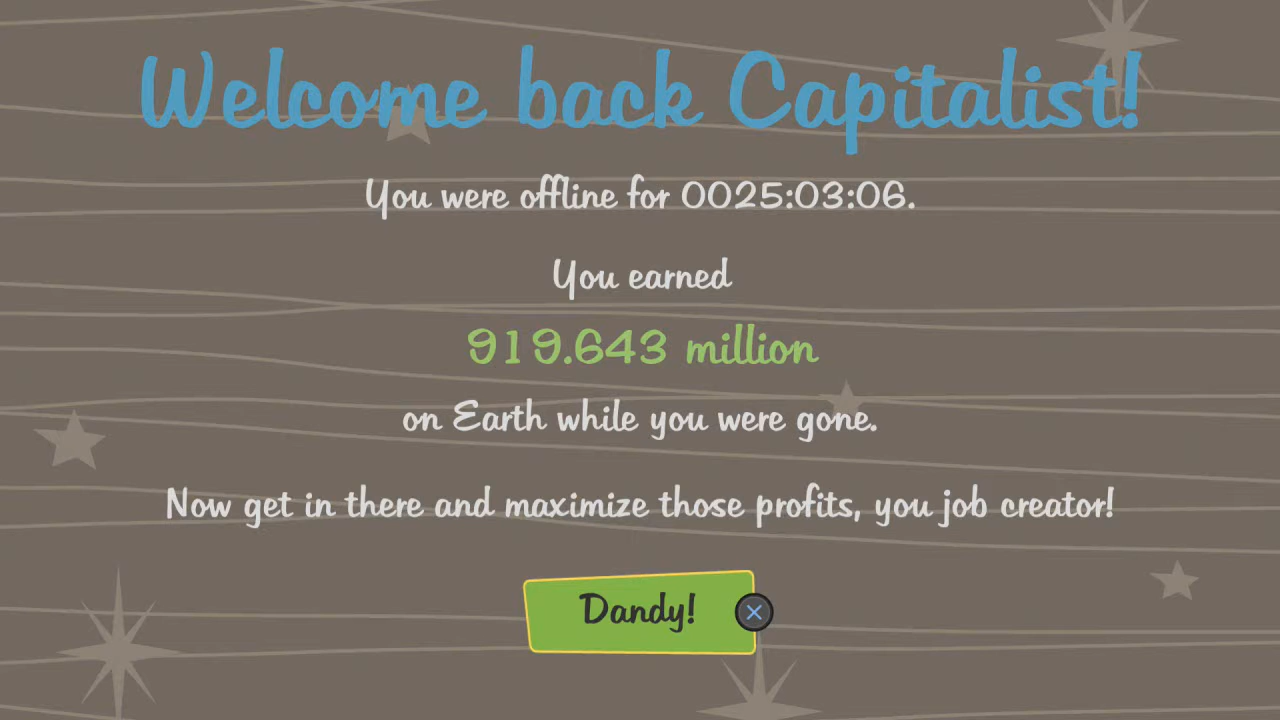 Welcome back Capitalist!
You were offline for 0025:03:06.
You earned
919.643 million
on Earth while you were gone.
Now get in there and maximize those profits, you job creator!
Dandy!